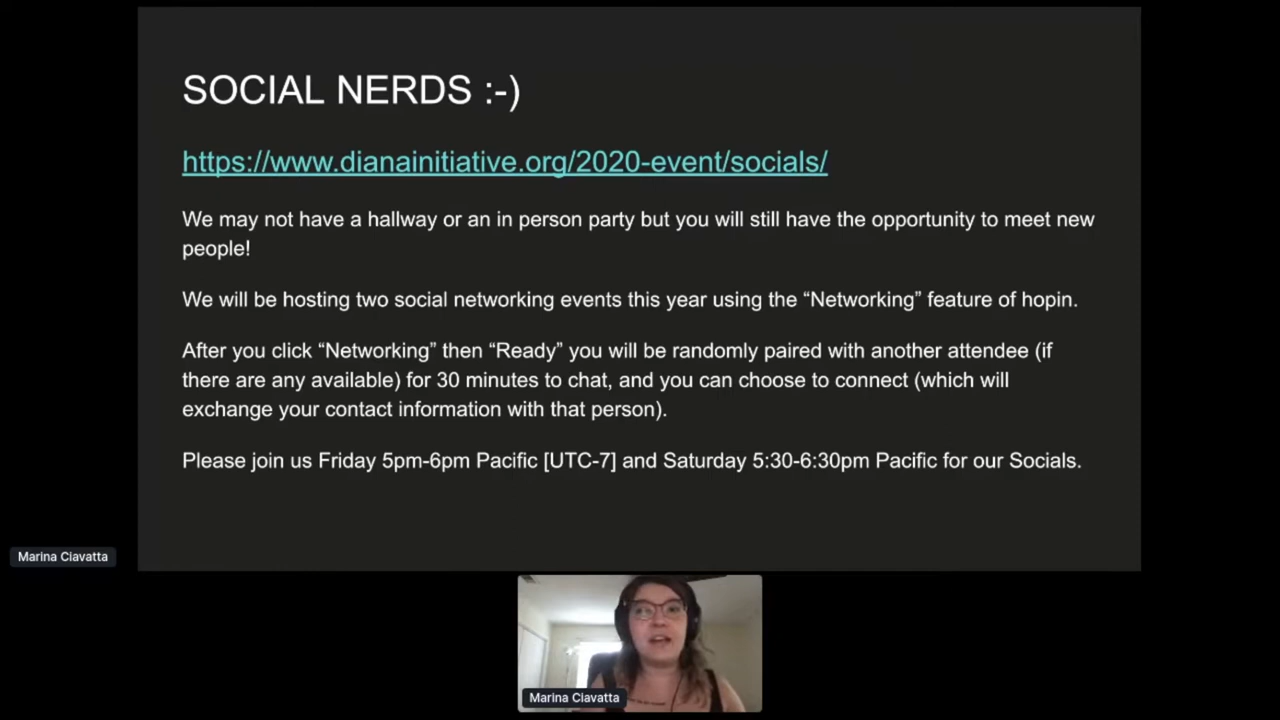 SOCIAL NERDS :-)
https://www.dianainitiative.org/2020-event/socials/
We may not have a hallway or an in person party but you will still have the opportunity to meet new
people!
We will be hosting two social networking events this year using the “Networking” feature of hopin.
After you click “Networking” then “Ready” you will be randomly paired with another attendee (if
there are any available) for 30 minutes to chat, and you can choose to connect (which will
exchange your contact information with that person).
Please join us Friday 5pm-6pm Pacific [UTC-7] and Saturday 5:30-6:30pm Pacific for our Socials.
Marina Ciavatta
Marina Ciavatta